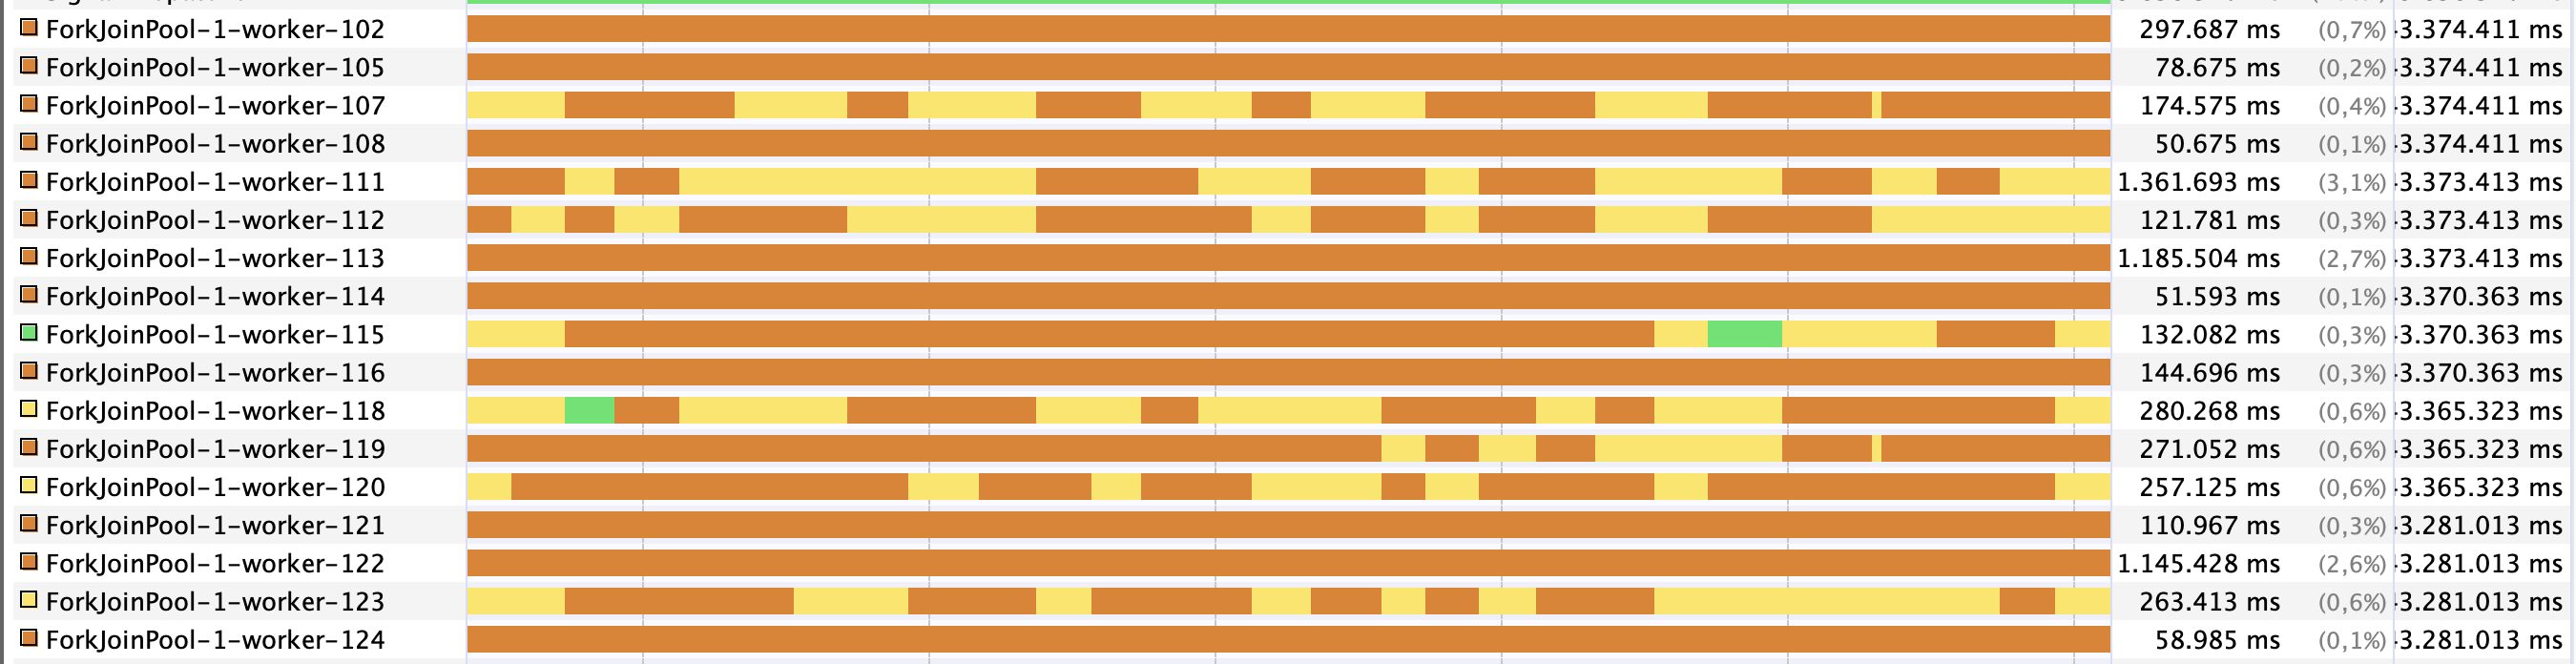 ForkJoinPool-1-worker-102 297.687 ms (0,7%) 3.374.411 ms
ForkJoinPool-1-worker-105 78.675 ms (0,2%) 3.374.411 ms
ForkJoinPool-1-worker-107 174.575 ms (0,4%) 3.374.411 ms
ForkJoinPool-1-worker-108 50.675 ms (0,1%) 3.374.411 ms
ForkJoinPool-1-worker-111 1.361.693 ms (3,1%) 3.373.413 ms
ForkJoinPool-1-worker-112 121.781 ms (0,3%) 3.373.413 ms
ForkJoinPool-1-worker-113 1.185.504 ms (2,7%) 3.373.413 ms
ForkJoinPool-1-worker-114 51.593 ms (0,1%) 3.370.363 ms
ForkJoinPool-1-worker-115 132.082 ms (0,3%) 3.370.363 ms
ForkJoinPool-1-worker-116 144.696 ms (0,3%) 3.370.363 ms
ForkJoinPool-1-worker-118 280.268 ms (0,6%) 3.365.323 ms
ForkJoinPool-1-worker-119 271.052 ms (0,6%) 3.365.323 ms
ForkJoinPool-1-worker-120 257.125 ms (0,6%) 3.365.323 ms
ForkJoinPool-1-worker-121 110.967 ms (0,3%) 3.281.013 ms
ForkJoinPool-1-worker-122 1.145.428 ms (2,6%) 3.281.013 ms
ForkJoinPool-1-worker-123 263.413 ms (0,6%) 3.281.013 ms
ForkJoinPool-1-worker-124 58.985 ms (0,1%) 3.281.013 ms